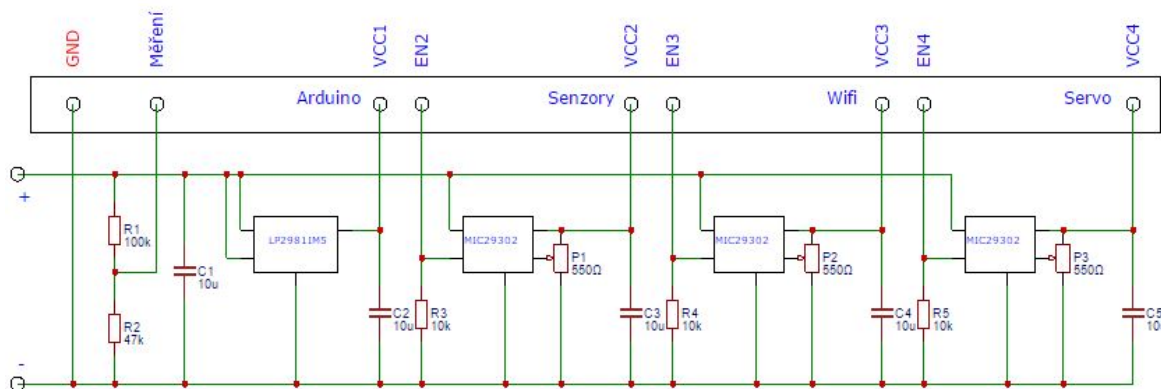 GND
Měření
VCC1
EN2
VCC2
EN3
VCC3
EN4
VCC4
Arduino
Senzory
Wifi
Servo
+
R1
100k
C1
10u
R2
47k
LP2981IM5
C2
10u
MIC29302
P1
550Ω
R3
10k
C3
10u
MIC29302
P2
550Ω
R4
10k
C4
10u
MIC29302
P3
550Ω
R5
10k
C5
10
-